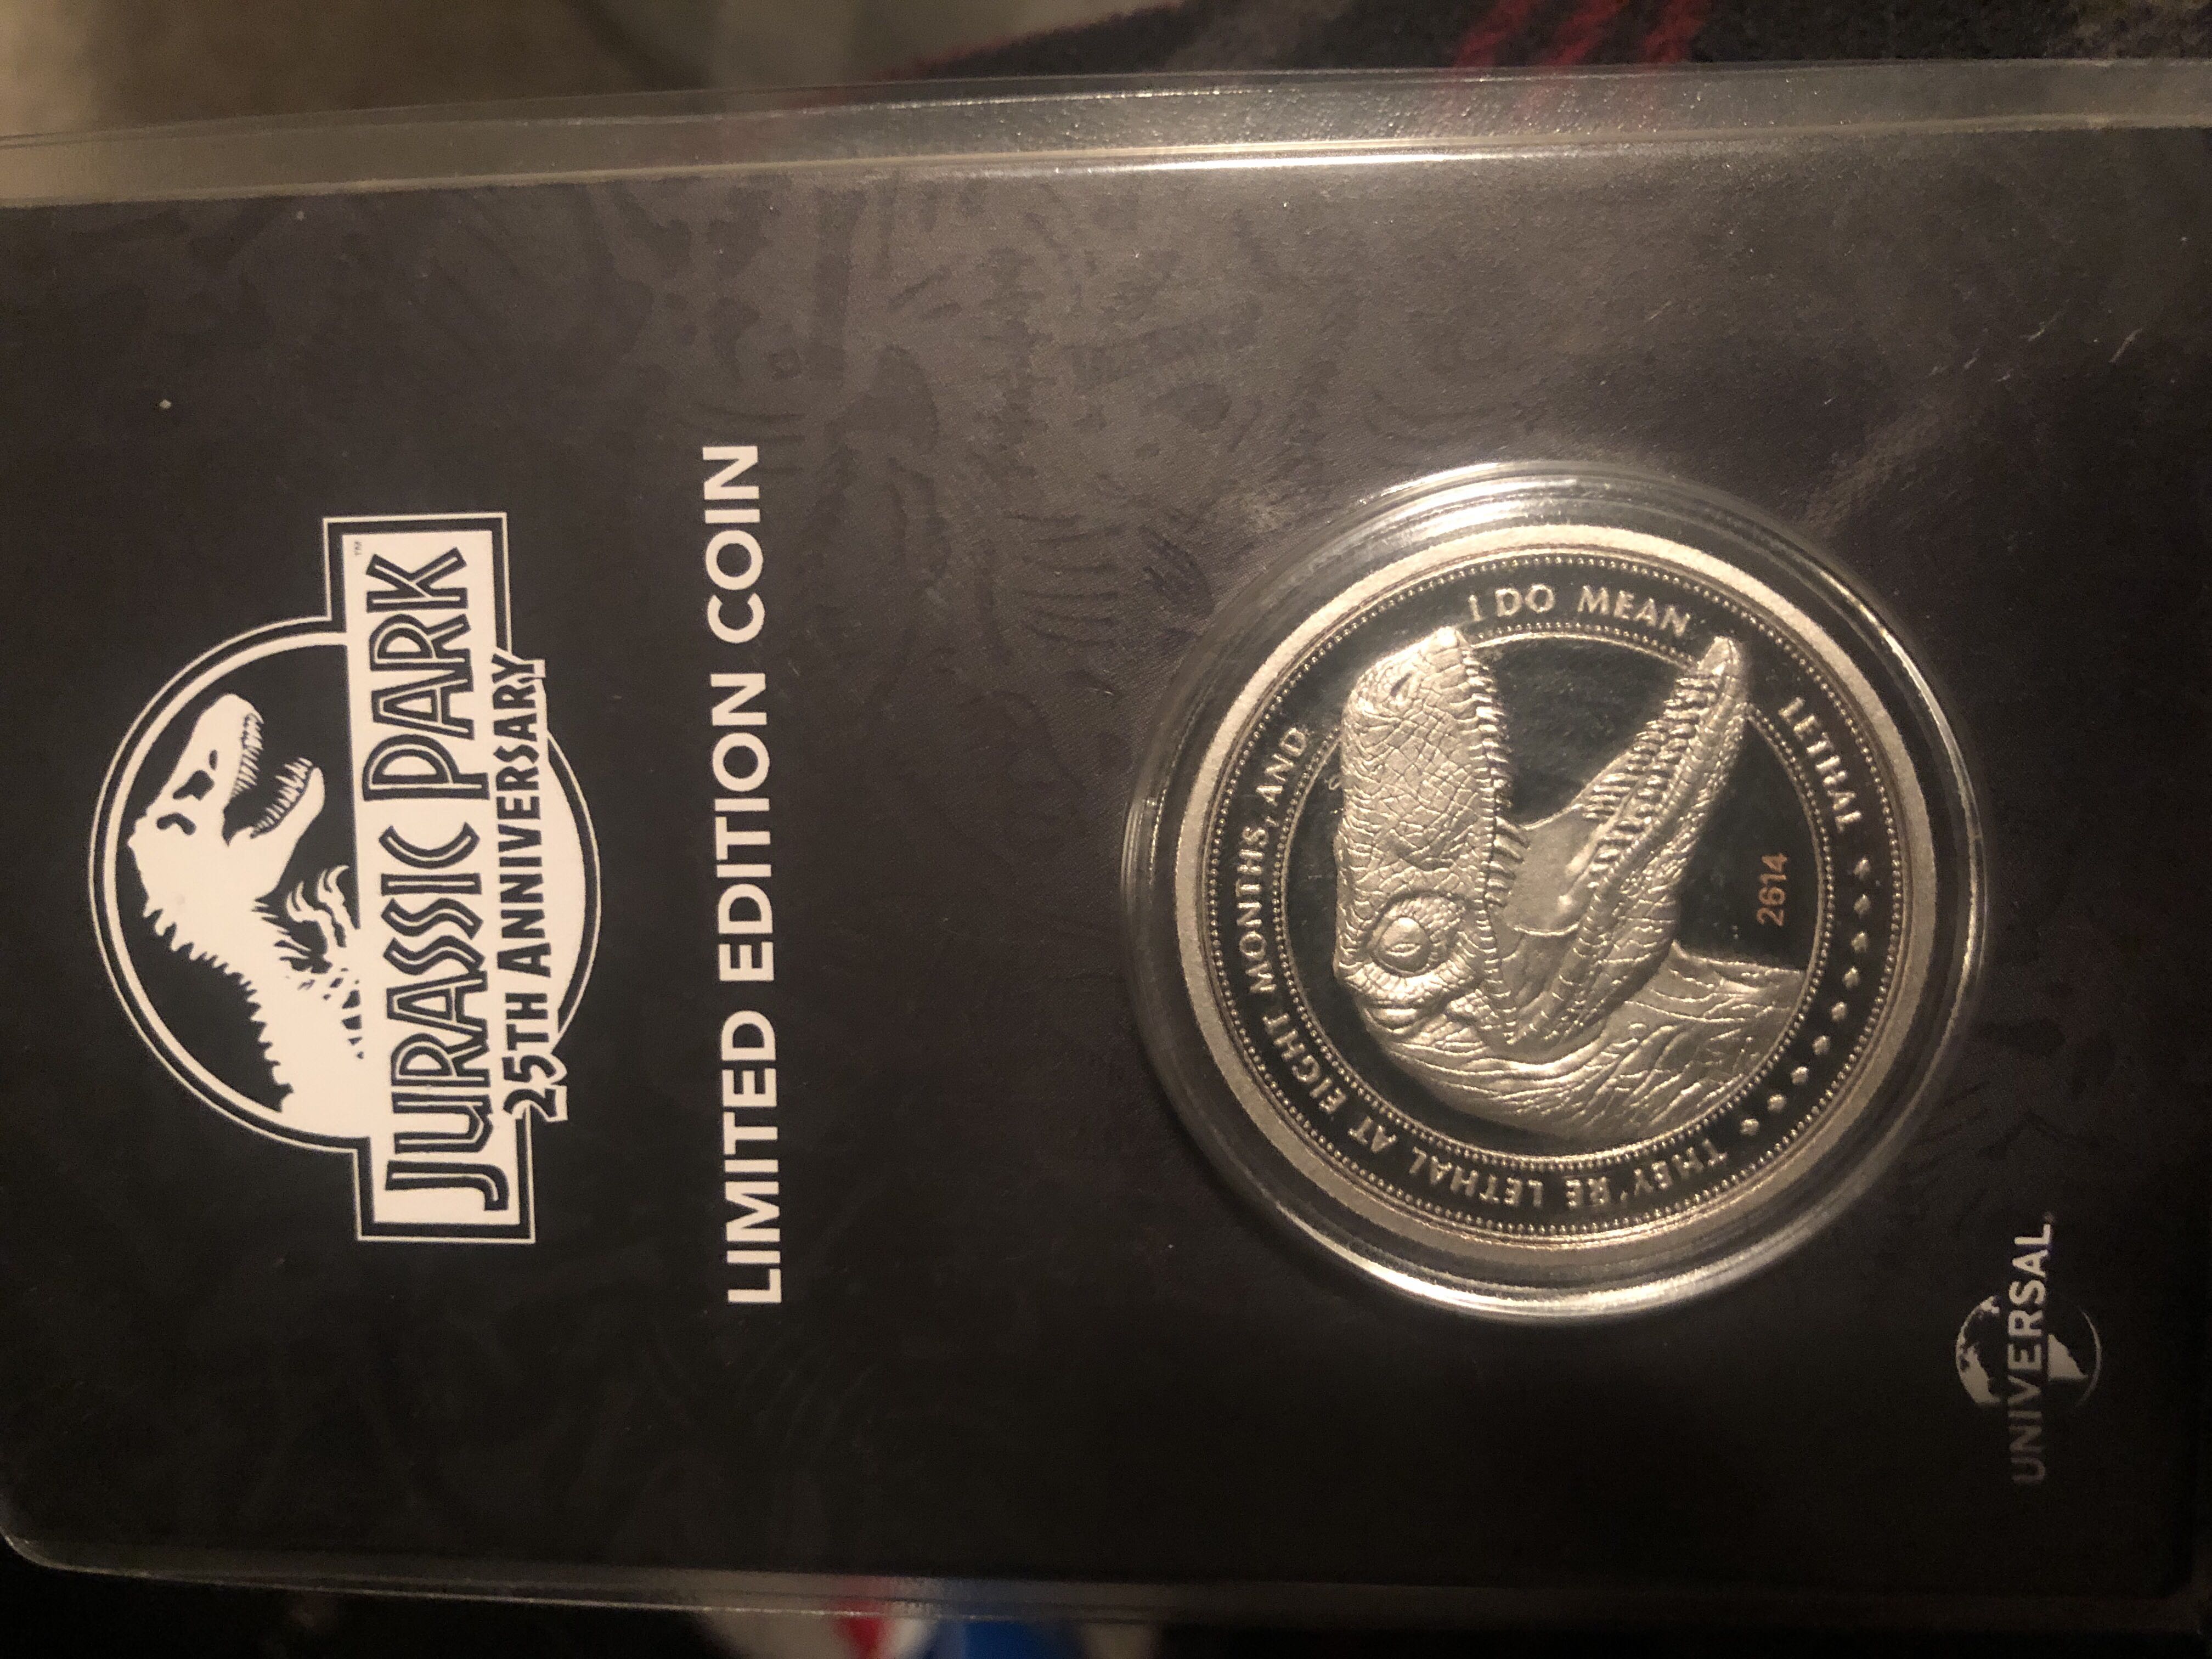 JURASSIC PARK
™
25TH ANNIVERSARY
LIMITED EDITION COIN
THEY'RE LETHAL AT EIGHT MONTHS, AND I DO MEAN LETHAL
2614
UNIVERSAL